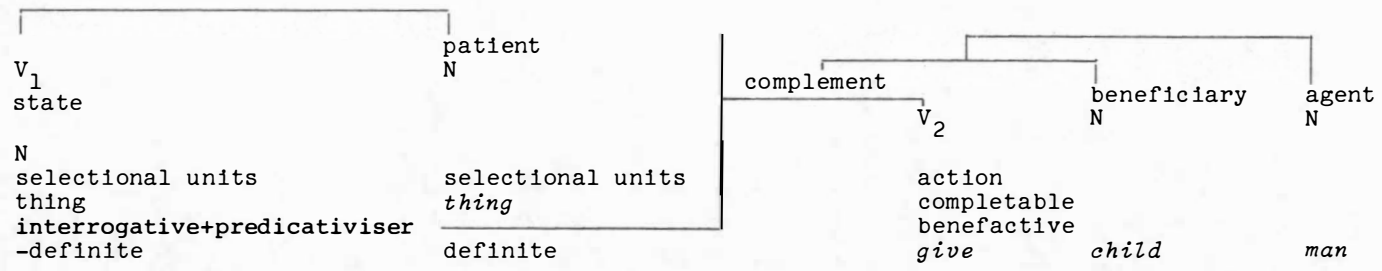 patient
V1 N
state
complement
beneficiary agent
V2 N N
N
selectional units selectional units action
thing thing completable
interrogative+predicativiser benefactive
-definite definite give child man